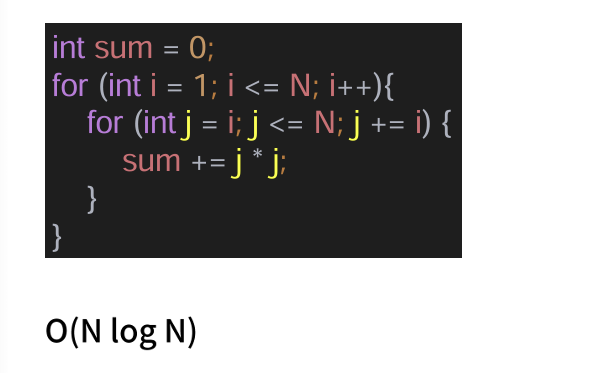 int sum = 0;
for (int i = 1; i <= N; i++){
for (int j = i; j <= N; j += i) {
sum += j * j;
}
}
O(N log N)